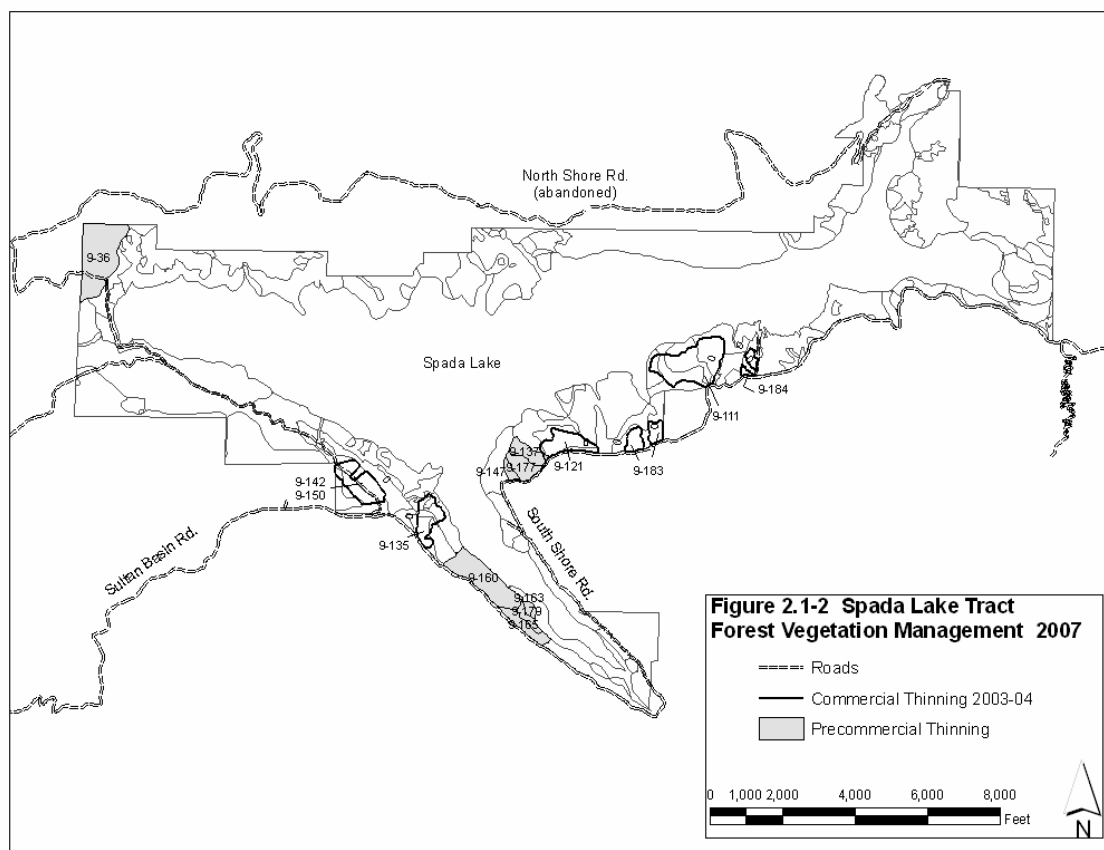 North Shore Rd.
(abandoned)
9-36
Spada Lake
9-184
9-111
9-137
9-147
9-177
9-121
9-183
9-142
9-150
9-135
Sultan Basin Rd.
South Shore Rd.
9-160
9-163
9-179
9-165
Figure 2.1-2 Spada Lake Tract
Forest Vegetation Management 2007
Roads
Commercial Thinning 2003-04
Precommercial Thinning
0 1,000 2,000 4,000 6,000 8,000
Feet
N